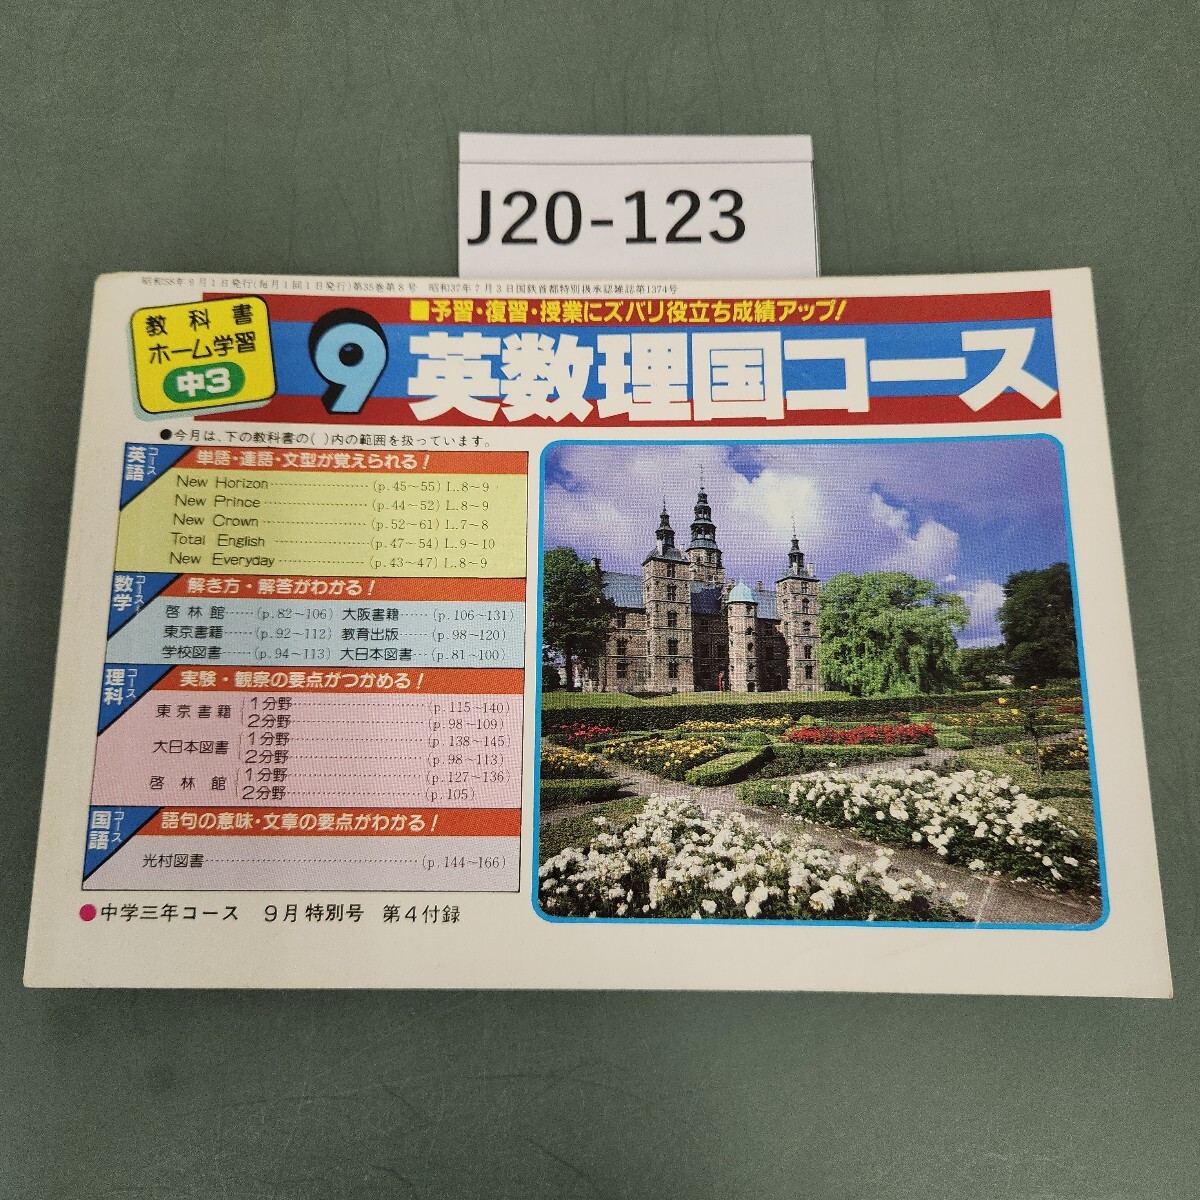 J20-123
昭和58年9月1日発行(毎月1回1日発行)第35巻第8号 昭和37年7月3日国鉄首都特別扱承認雑誌第1374号
教科書
ホーム学習
中3
■予習・復習・授業にズバリ役立ち成績アップ!
9 英数理国コース
●今月は、下の教科書の( )内の範囲を扱っています。
英語コース
単語・連語・文型が覚えられる!
New Horizon……(p.45～55) L.8～9
New Prince……(p.44～52) L.8～9
New Crown……(p.52～61) L.7～8
Total English……(p.47～54) L.9～10
New Everyday……(p.43～47) L.8～9
数学コース
解き方・解答がわかる!
啓林館……(p.82～106) 大阪書籍……(p.106～131)
東京書籍……(p.92～112) 教育出版……(p.98～120)
学校図書……(p.94～113) 大日本図書…(p.81～100)
理科コース
実験・観察の要点がつかめる!
東京書籍 1分野……(p.115～140)
2分野……(p.98～109)
大日本図書 1分野……(p.138～145)
2分野……(p.98～113)
啓林館 1分野……(p.127～136)
2分野……(p.105)
国語コース
語句の意味・文章の要点がわかる!
光村図書……(p.144～166)
●中学三年コース 9月特別号 第4付録